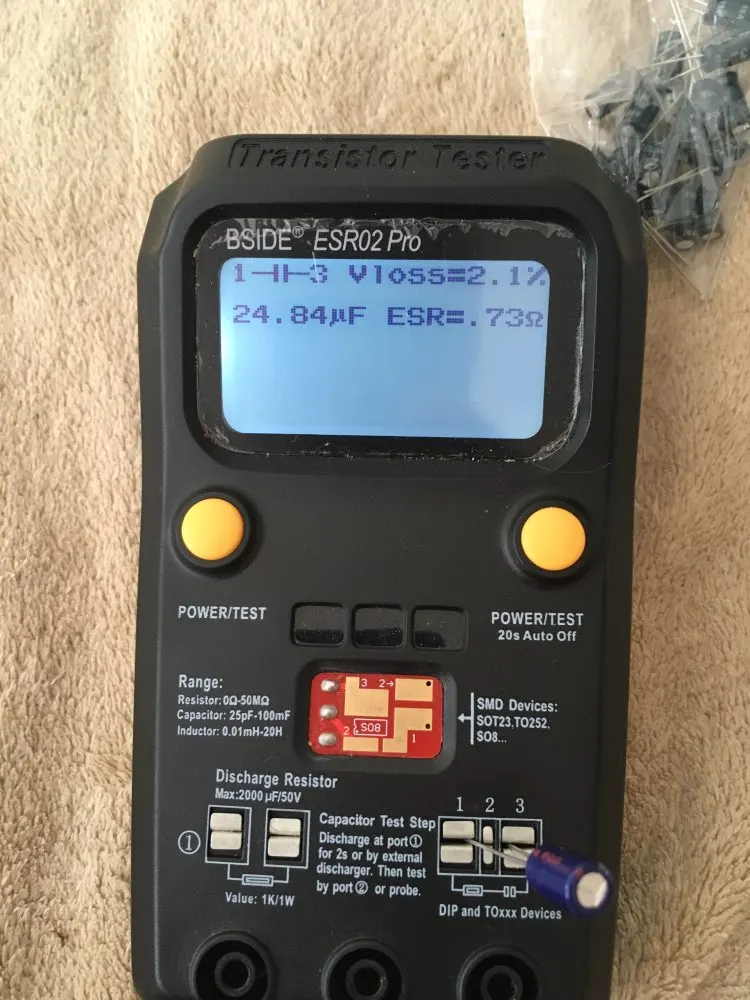 Transistor Tester
BSIDE® ESR02 Pro
1⊣⊢3 Vloss=2.1%
24.84µF ESR=.73Ω
POWER/TEST
POWER/TEST
20s Auto Off
Range:
Resistor:0Ω-50MΩ
Capacitor: 25pF-100mF
Inductor: 0.01mH-20H
3 2→
SO8
2
1
SMD Devices:
SOT23,TO252,
SO8...
Discharge Resistor
Max:2000 µF/50V
①
Value: 1K/1W
Capacitor Test Step
Discharge at port①
for 2s or by external
discharger. Then test
by port② or probe.
1 2 3
DIP and TOxxx Devices